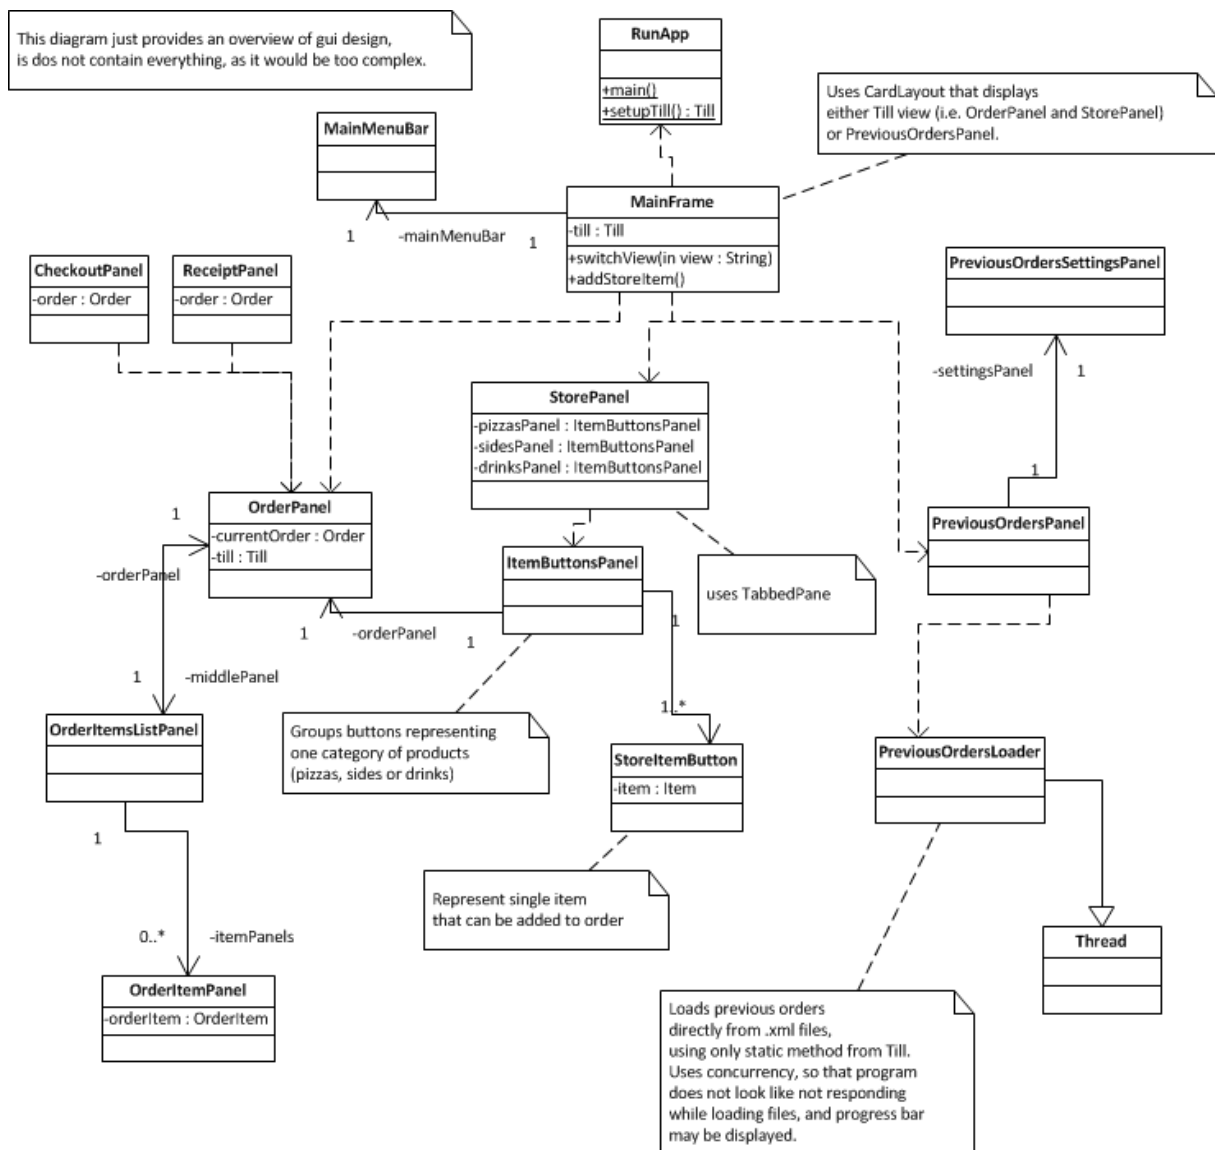 This diagram just provides an overview of gui design,
is dos not contain everything, as it would be too complex.
RunApp
+main()
+setupTill() : Till
Uses CardLayout that displays
either Till view (i.e. OrderPanel and StorePanel)
or PreviousOrdersPanel.
MainMenuBar
1
-mainMenuBar
1
MainFrame
-till : Till
+switchView(in view : String)
+addStoreItem()
CheckoutPanel
-order : Order
ReceiptPanel
-order : Order
PreviousOrdersSettingsPanel
-settingsPanel
1
1
StorePanel
-pizzasPanel : ItemButtonsPanel
-sidesPanel : ItemButtonsPanel
-drinksPanel : ItemButtonsPanel
OrderPanel
-currentOrder : Order
-till : Till
1
-orderPanel
PreviousOrdersPanel
ItemButtonsPanel
uses TabbedPane
1
-orderPanel
1
1
1
-middlePanel
1..*
OrderItemsListPanel
Groups buttons representing
one category of products
(pizzas, sides or drinks)
StoreItemButton
-item : Item
PreviousOrdersLoader
1
0..*
-itemPanels
Represent single item
that can be added to order
Thread
OrderItemPanel
-orderItem : OrderItem
Loads previous orders
directly from .xml files,
using only static method from Till.
Uses concurrency, so that program
does not look like not responding
while loading files, and progress bar
may be displayed.